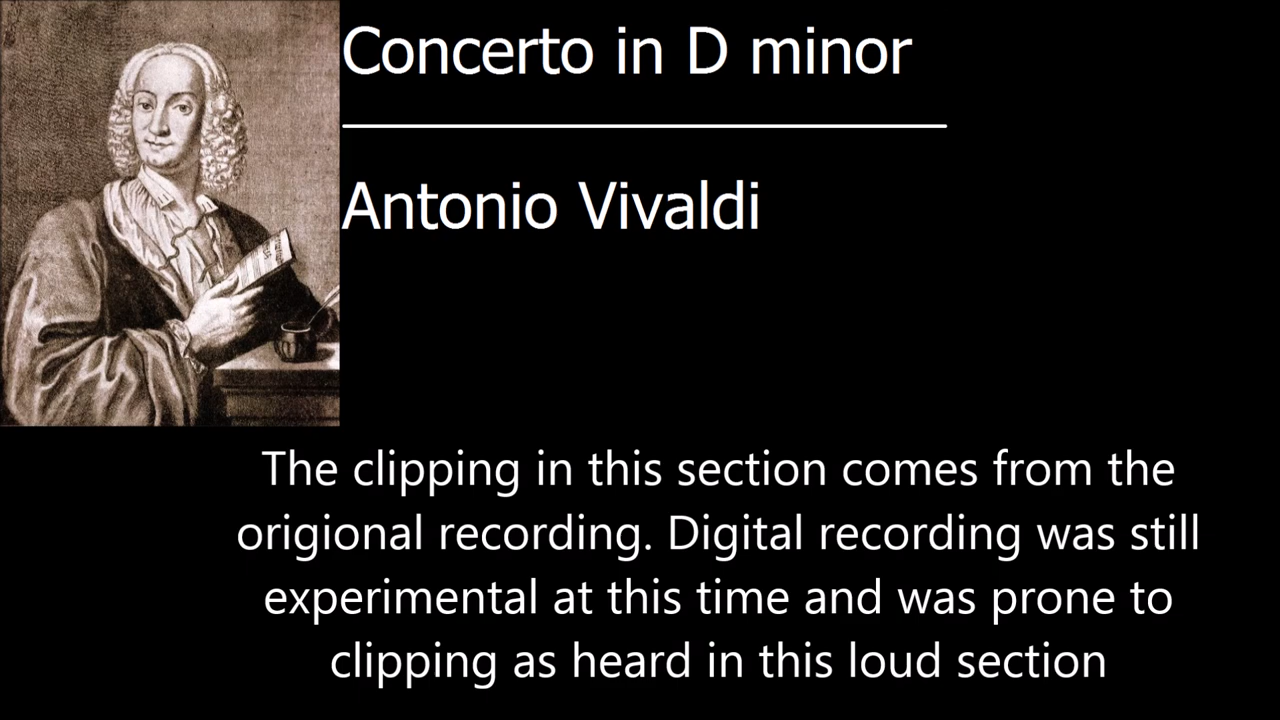 Concerto in D minor
Antonio Vivaldi
The clipping in this section comes from the
origional recording. Digital recording was still
experimental at this time and was prone to
clipping as heard in this loud section